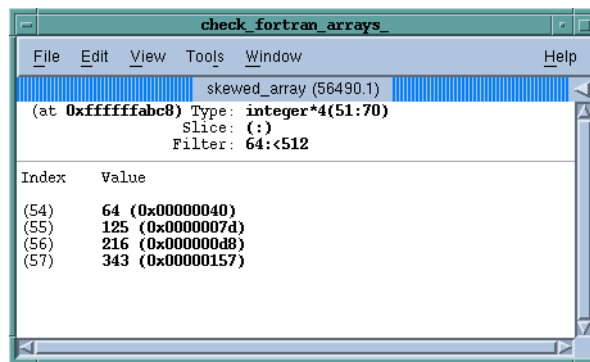 check_fortran_arrays_
File Edit View Tools Window Help
skewed_array (56490.1)
(at 0xffffffabc8) Type: integer*4(51:70)
Slice: (:)
Filter: 64:<512
Index Value
(54) 64 (0x00000040)
(55) 125 (0x0000007d)
(56) 216 (0x000000d8)
(57) 343 (0x00000157)